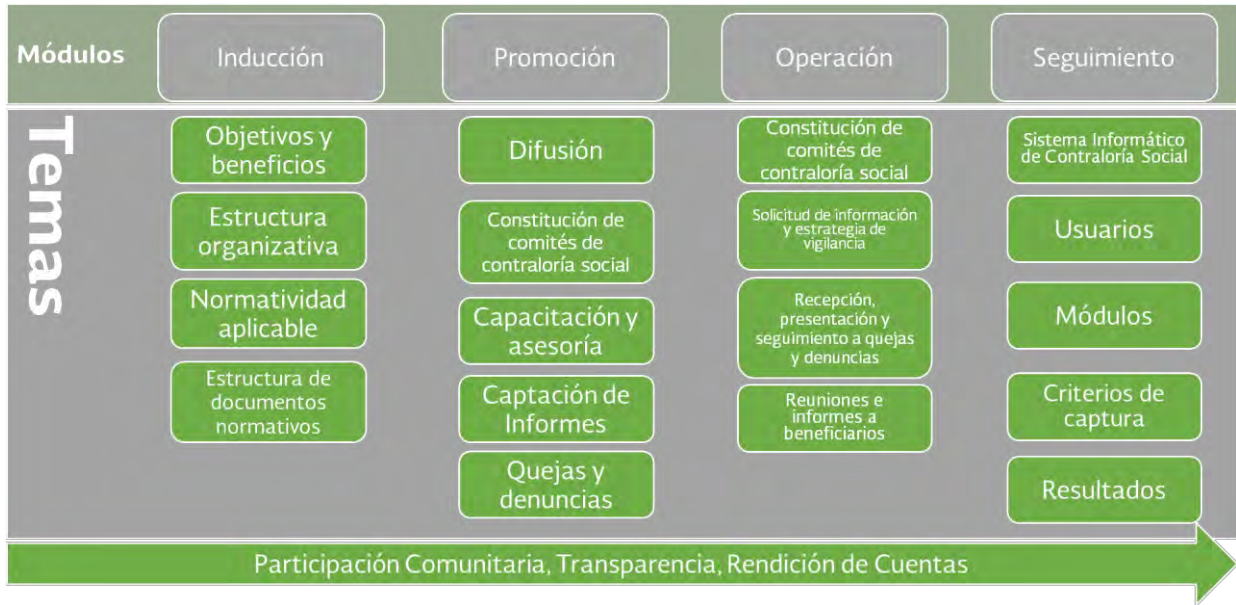 Módulos
Inducción
Promoción
Operación
Seguimiento
Temas
Objetivos y
beneficios
Estructura
organizativa
Normatividad
aplicable
Estructura de
documentos
normativos
Difusión
Constitución de
comités de
contraloría social
Capacitación y
asesoría
Captación de
Informes
Quejas y
denuncias
Constitución de
comités de
contraloría social
Solicitud de información
y estrategia de
vigilancia
Recepción,
presentación y
seguimiento a quejas
y denuncias
Reuniones e
informes a
beneficiarios
Sistema Informático
de Contraloría Social
Usuarios
Módulos
Criterios de
captura
Resultados
Participación Comunitaria, Transparencia, Rendición de Cuentas